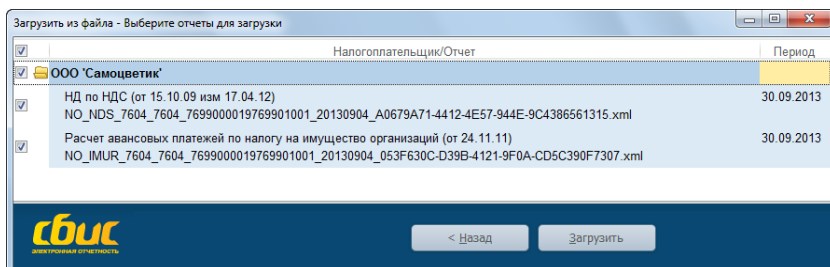 Загрузить из файла - Выберите отчеты для загрузки
Налогоплательщик/Отчет Период
ООО 'Самоцветик'
НД по НДС (от 15.10.09 изм 17.04.12) 30.09.2013
NO_NDS_7604_7604_7699000019769901001_20130904_A0679A71-4412-4E57-944E-9C4386561315.xml
Расчет авансовых платежей по налогу на имущество организаций (от 24.11.11) 30.09.2013
NO_IMUR_7604_7604_7699000019769901001_20130904_053F630C-D39B-4121-9F0A-CD5C390F7307.xml
сбис
ЭЛЕКТРОННАЯ ОТЧЕТНОСТЬ
< Назад Загрузить